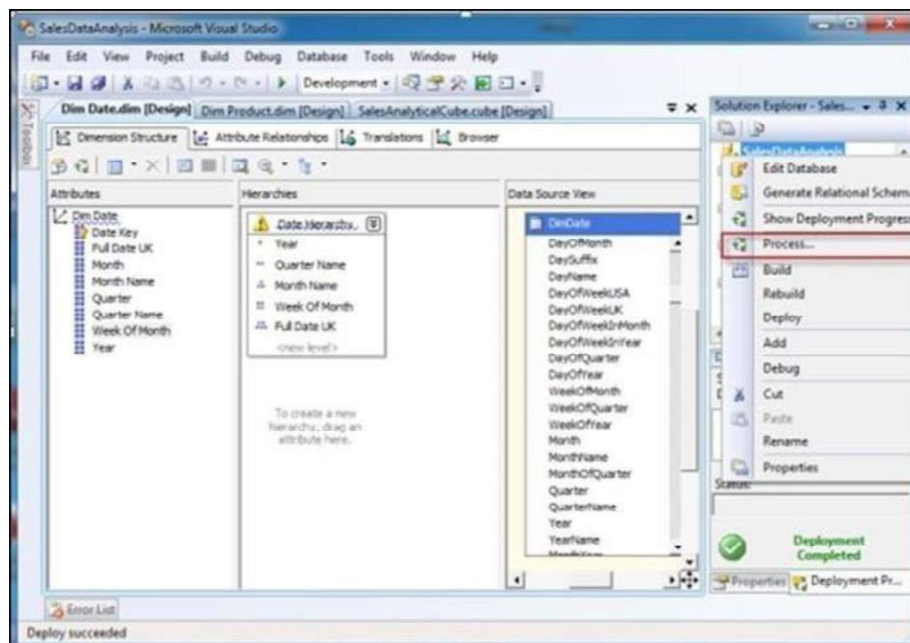 SalesDataAnalysis - Microsoft Visual Studio
File Edit View Project Build Debug Database Tools Window Help
Development
Dim Date.dim [Design] Dim Product.dim [Design] SalesAnalyticalCube.cube [Design]
Solution Explorer - Sales...
Toolbox
Dimension Structure Attribute Relationships Translations Browser
Attributes
Dim Date
Date Key
Full Date UK
Month
Month Name
Quarter
Quarter Name
Week Of Month
Year
Hierarchies
Date Hierarchy
Year
Quarter Name
Month Name
Week Of Month
Full Date UK
<new level>
To create a new
hierarchy, drag an
attribute here.
Data Source View
DimDate
DayOfMonth
DaySuffix
DayName
DayOfWeekUSA
DayOfWeekUK
DayOfWeekInMonth
DayOfWeekInYear
DayOfQuarter
DayOfYear
WeekOfMonth
WeekOfQuarter
WeekOfYear
Month
MonthName
MonthOfQuarter
Quarter
QuarterName
Year
YearName
MonthYear
SalesDataAnalysis
Edit Database
Generate Relational Schem
Show Deployment Progres
Process...
Build
Rebuild
Deploy
Add
Debug
Cut
Paste
Rename
Properties
Status:
Deployment
Completed
Properties Deployment Pr...
Error List
Deploy succeeded